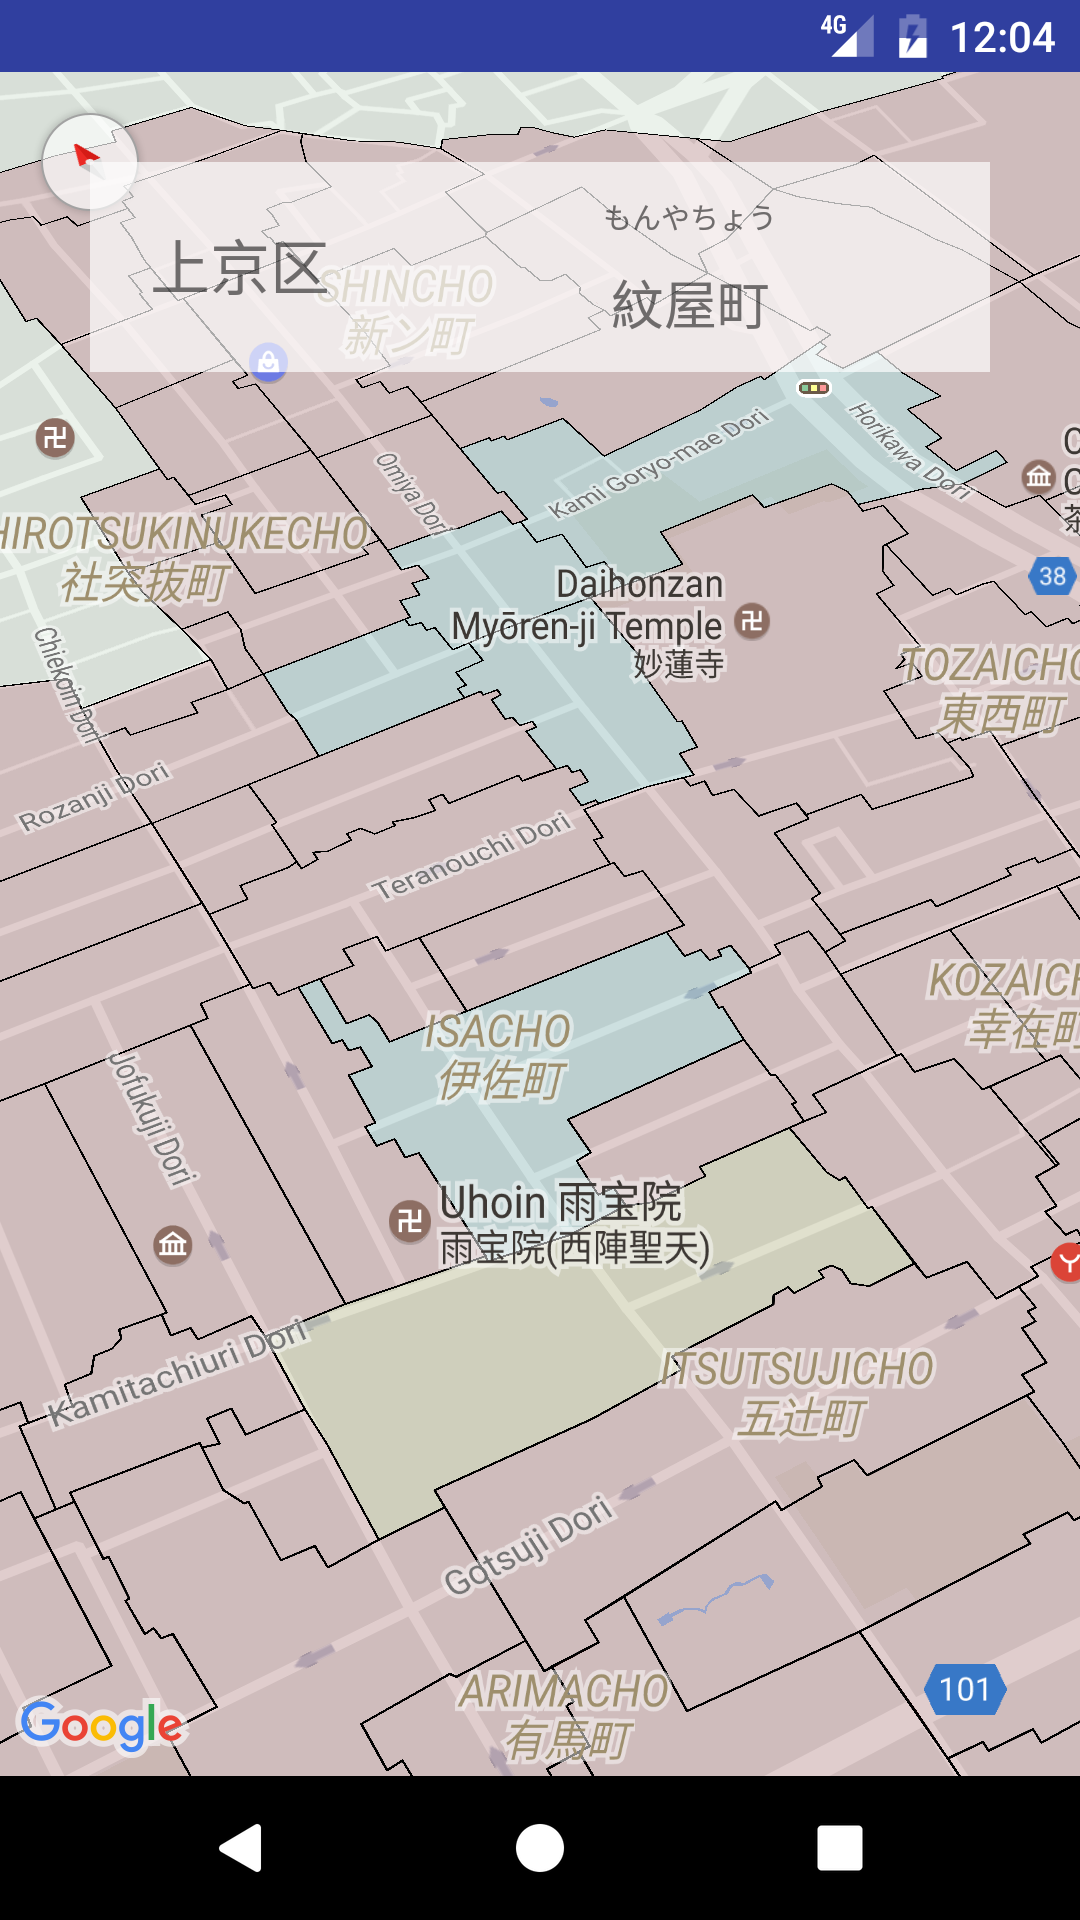 4G 12:04
上京区
もんやちょう
紋屋町
SHINCHO
新ン町
Horikawa Dori
Kami Goryo-mae Dori
Omiya Dori
38
Daihonzan
Myōren-ji Temple
妙蓮寺
社突抜町
Chiekoin Dori
東西町
Rozanji Dori
Teranouchi Dori
ISACHO
伊佐町
Jofukuji Dori
Uhoin 雨宝院
雨宝院(西陣聖天)
Kamitachiuri Dori
ITSUTSUJICHO
五辻町
Gotsuji Dori
ARIMACHO
有馬町
101
Google